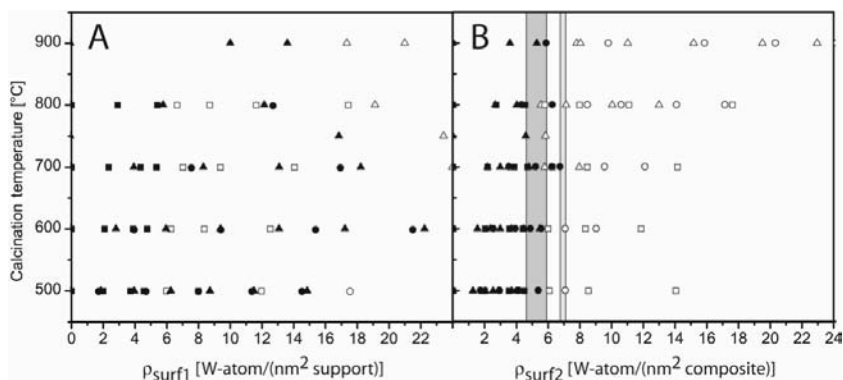 A
B
Calcination temperature [°C]
900
800
700
600
500
0 2 4 6 8 10 12 14 16 18 20 22
2 4 6 8 10 12 14 16 18 20 22 24
ρsurf1 [W-atom/(nm² support)]
ρsurf2 [W-atom/(nm² composite)]